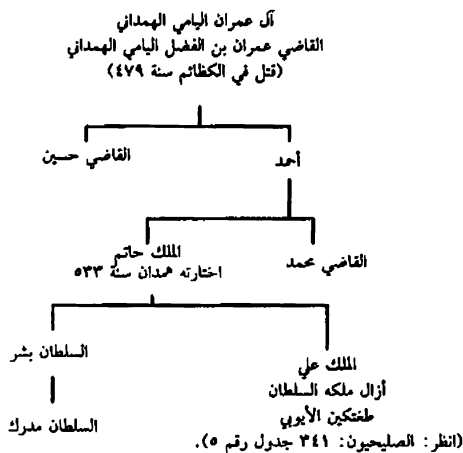 آل عمران اليامي الهمداني
القاضي عمران بن الفضل اليامي الهمداني
(قتل في الكظائم سنة ٤٧٩)
أحمد
القاضي حسين
القاضي محمد
الملك حاتم
اختارته همدان سنة ٥٣٣
الملك علي
أزال ملكه السلطان
طغتكين الأيوبي
السلطان بشر
السلطان مدرك
(انظر: الصليحيون: ٣٤١ جدول رقم ٥).